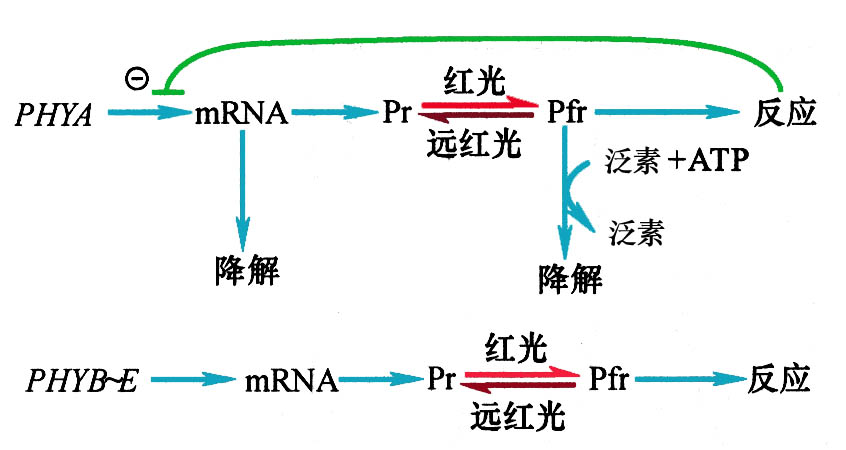 红光
⊖
PHYA mRNA Pr Pfr 反应
远红光
泛素+ATP
泛素
降解 降解
红光
PHYB~E mRNA Pr Pfr 反应
远红光